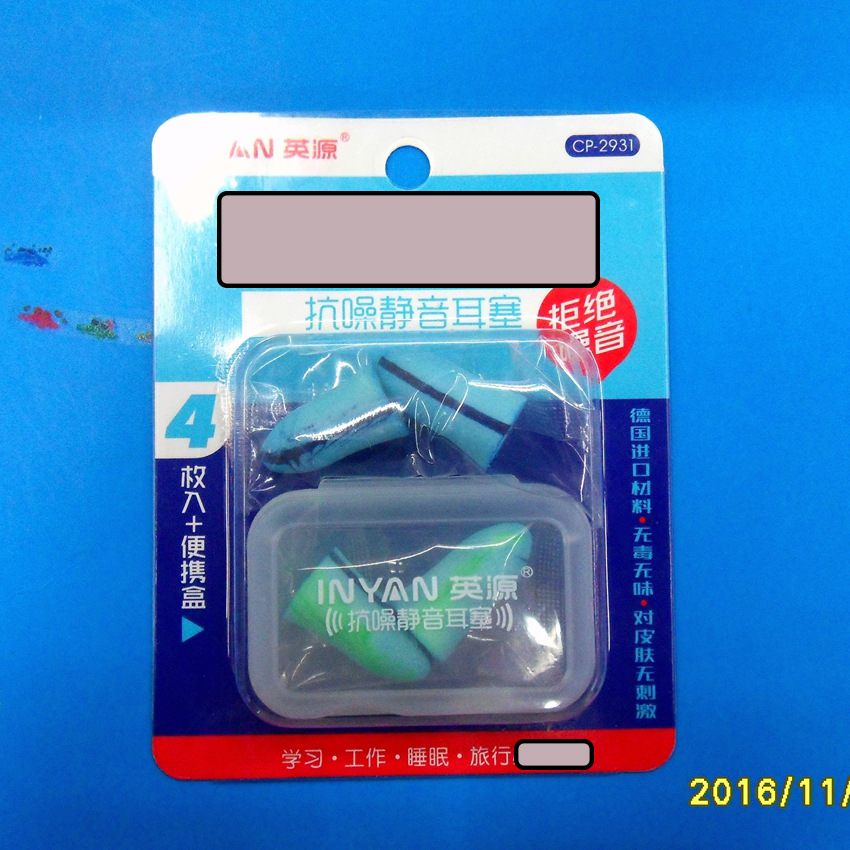 AN 英源®
CP-2931
抗噪静音耳塞
拒绝
噪音
4
枚入+便携盒
德国进口材料·无毒无味·对皮肤无刺激
INYAN 英源®
抗噪静音耳塞
学习·工作·睡眠·旅行
2016/11/